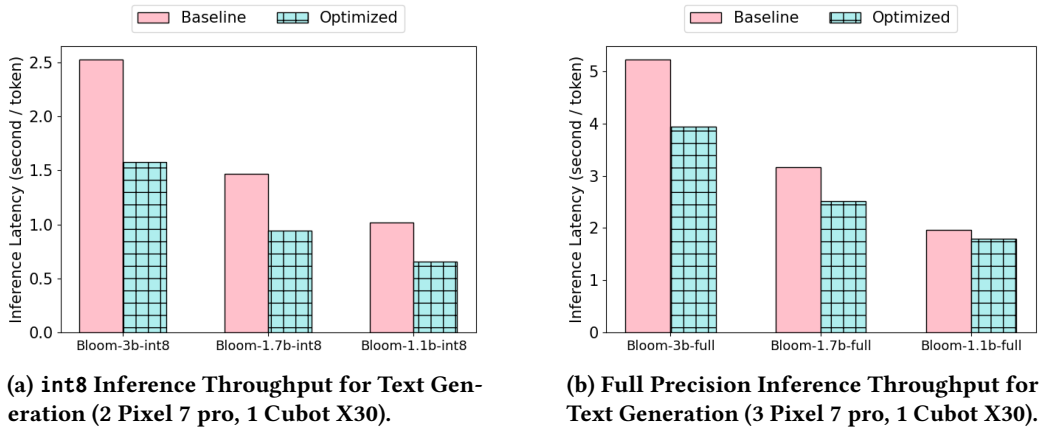 Baseline Optimized
Inference Latency (second / token)
2.5
2.0
1.5
1.0
0.5
0.0
Bloom-3b-int8 Bloom-1.7b-int8 Bloom-1.1b-int8
(a) int8 Inference Throughput for Text Gen-
eration (2 Pixel 7 pro, 1 Cubot X30).
Baseline Optimized
Inference Latency (second / token)
5
4
3
2
1
0
Bloom-3b-full Bloom-1.7b-full Bloom-1.1b-full
(b) Full Precision Inference Throughput for
Text Generation (3 Pixel 7 pro, 1 Cubot X30).